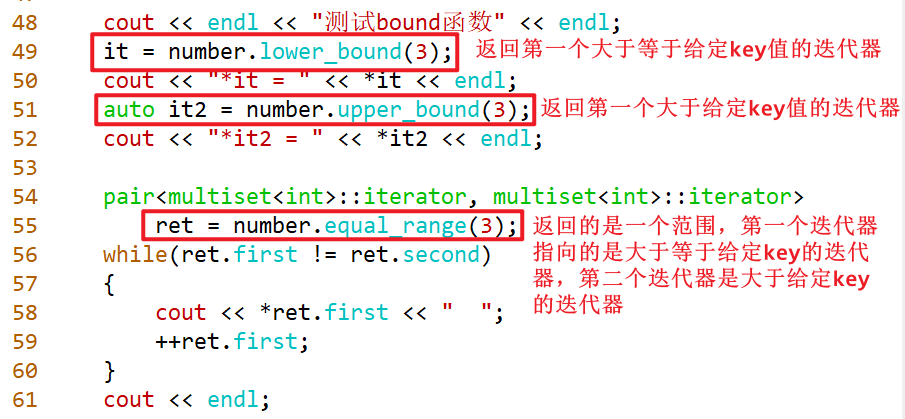 48 cout << endl << "测试bound函数" << endl;
49 it = number.lower_bound(3); 返回第一个大于等于给定key值的迭代器
50 cout << "*it = " << *it << endl;
51 auto it2 = number.upper_bound(3); 返回第一个大于给定key值的迭代器
52 cout << "*it2 = " << *it2 << endl;
53
54 pair<multiset<int>::iterator, multiset<int>::iterator>
55 ret = number.equal_range(3); 返回的是一个范围，第一个迭代器
56 while(ret.first != ret.second) 指向的是大于等于给定key的迭代
57 { 器，第二个迭代器是大于给定key
58 cout << *ret.first << "  "; 的迭代器
59 ++ret.first;
60 }
61 cout << endl;